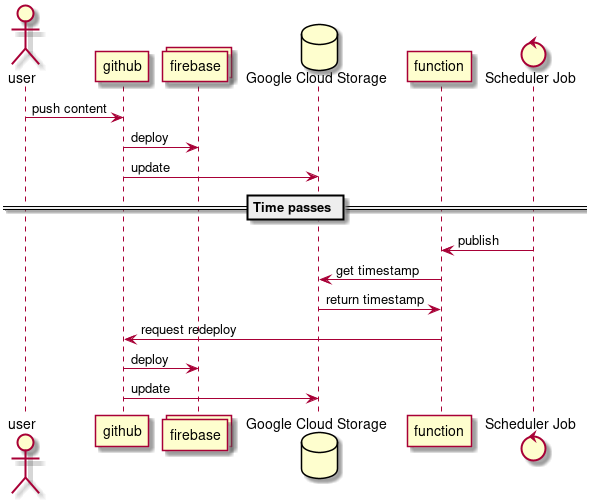 user
github
firebase
Google Cloud Storage
function
Scheduler Job
push content
deploy
update
Time passes
publish
get timestamp
return timestamp
request redeploy
deploy
update
user
github
firebase
Google Cloud Storage
function
Scheduler Job